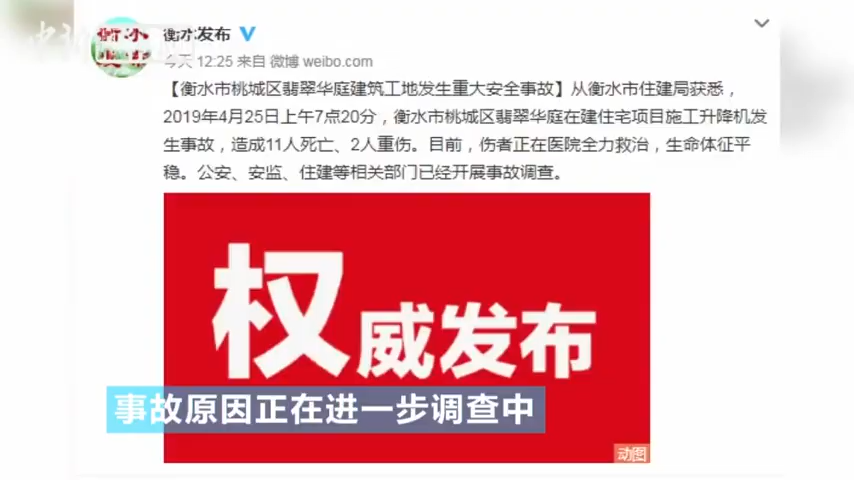 衡水发布
今天 12:25 来自 微博 weibo.com
【衡水市桃城区翡翠华庭建筑工地发生重大安全事故】从衡水市住建局获悉，
2019年4月25日上午7点20分，衡水市桃城区翡翠华庭在建住宅项目施工升降机发
生事故，造成11人死亡、2人重伤。目前，伤者正在医院全力救治，生命体征平
稳。公安、安监、住建等相关部门已经开展事故调查。
权威发布
事故原因正在进一步调查中
动图